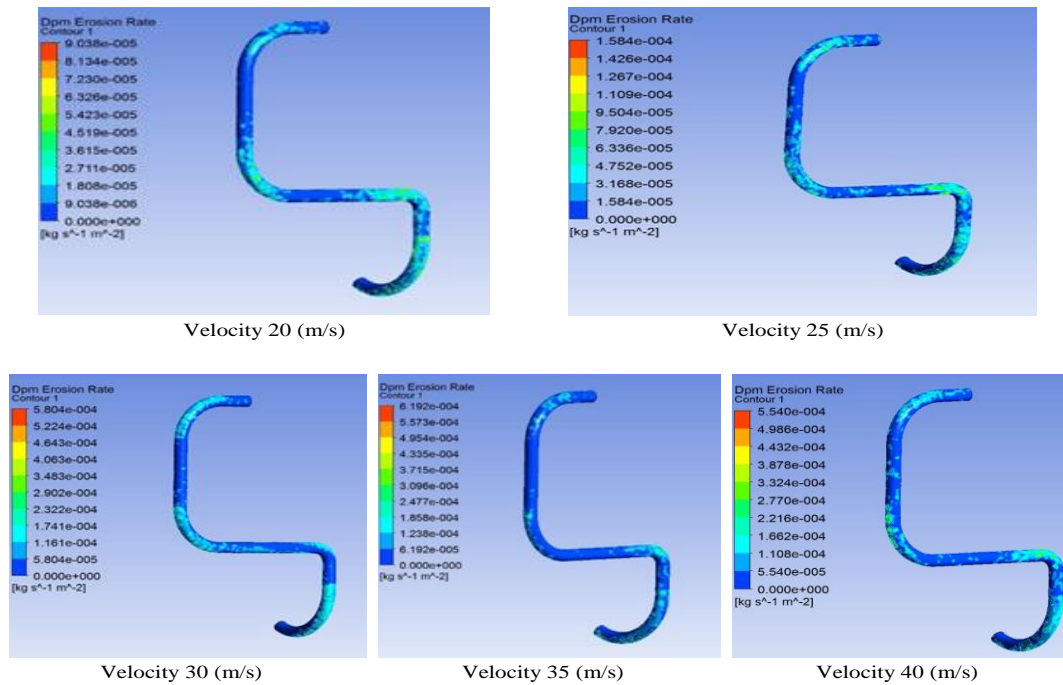 Dpm Erosion Rate
Contour 1
9.038e-005
8.134e-005
7.230e-005
6.326e-005
5.423e-005
4.519e-005
3.615e-005
2.711e-005
1.808e-005
9.038e-006
0.000e+000
[kg s^-1 m^-2]
Velocity 20 (m/s)
Dpm Erosion Rate
Contour 1
1.584e-004
1.426e-004
1.267e-004
1.109e-004
9.504e-005
7.920e-005
6.336e-005
4.752e-005
3.168e-005
1.584e-005
0.000e+000
[kg s^-1 m^-2]
Velocity 25 (m/s)
Dpm Erosion Rate
Contour 1
5.804e-004
5.224e-004
4.643e-004
4.063e-004
3.483e-004
2.902e-004
2.322e-004
1.741e-004
1.161e-004
5.804e-005
0.000e+000
[kg s^-1 m^-2]
Velocity 30 (m/s)
Dpm Erosion Rate
Contour 1
6.192e-004
5.573e-004
4.954e-004
4.335e-004
3.715e-004
3.096e-004
2.477e-004
1.858e-004
1.238e-004
6.192e-005
0.000e+000
[kg s^-1 m^-2]
Velocity 35 (m/s)
Dpm Erosion Rate
Contour 1
5.540e-004
4.986e-004
4.432e-004
3.878e-004
3.324e-004
2.770e-004
2.216e-004
1.662e-004
1.108e-004
5.540e-005
0.000e+000
[kg s^-1 m^-2]
Velocity 40 (m/s)